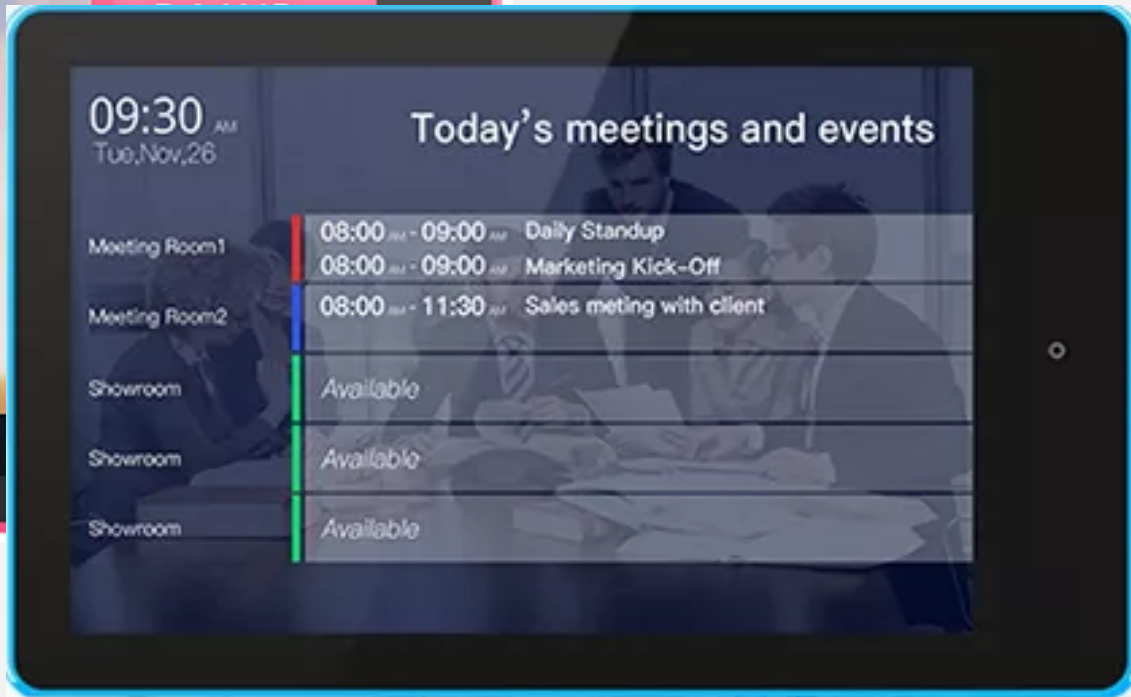 09:30 AM
Tue,Nov,26
Today's meetings and events
Meeting Room1
08:00 AM - 09:00 AM Daily Standup
08:00 AM - 09:00 AM Marketing Kick-Off
Meeting Room2
08:00 AM - 11:30 AM Sales meting with client
Showroom
Available
Showroom
Available
Showroom
Available